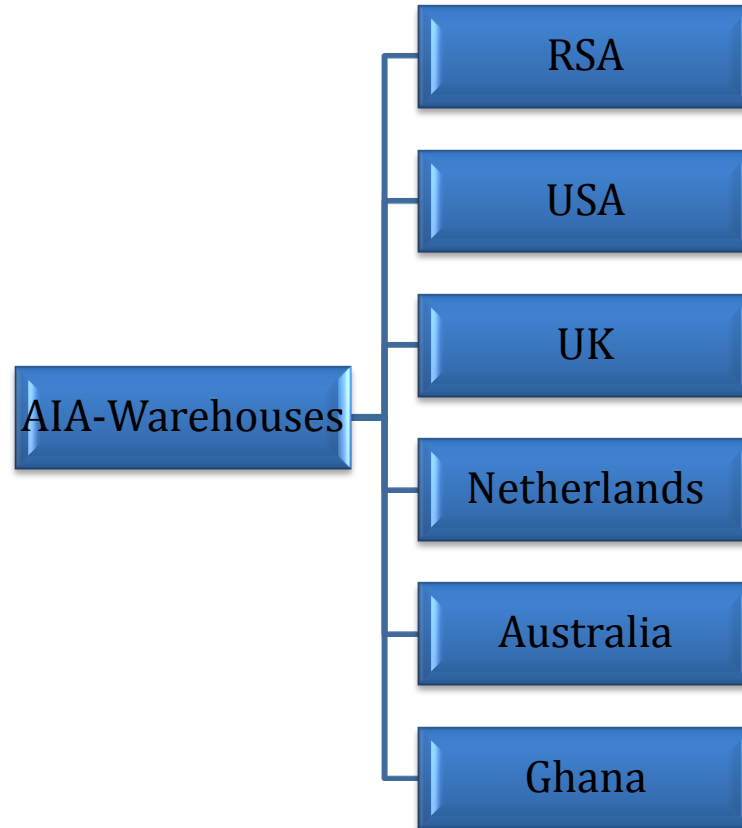 RSA
USA
UK
AIA-Warehouses
Netherlands
Australia
Ghana